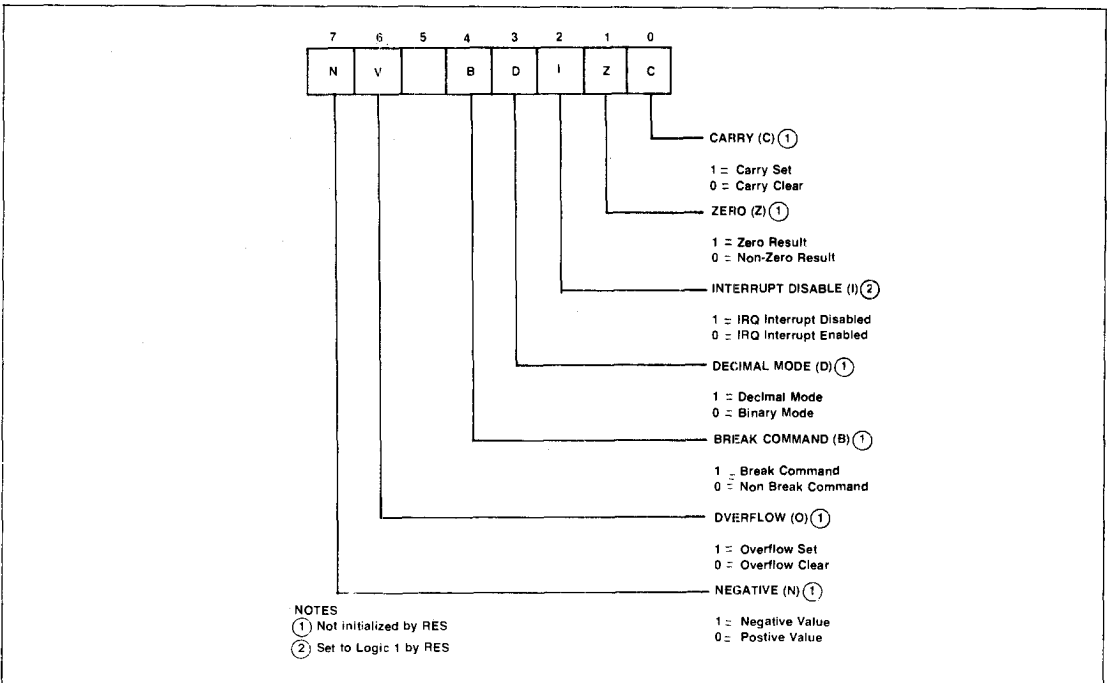 7 6 5 4 3 2 1 0
N V B D I Z C
CARRY (C) 1
1 = Carry Set
0 = Carry Clear
ZERO (Z) 1
1 = Zero Result
0 = Non-Zero Result
INTERRUPT DISABLE (I) 2
1 = IRQ Interrupt Disabled
0 = IRQ Interrupt Enabled
DECIMAL MODE (D) 1
1 = Decimal Mode
0 = Binary Mode
BREAK COMMAND (B) 1
1 = Break Command
0 = Non Break Command
OVERFLOW (O) 1
1 = Overflow Set
0 = Overflow Clear
NEGATIVE (N) 1
1 = Negative Value
0 = Postive Value
NOTES
1 Not initialized by RES
2 Set to Logic 1 by RES